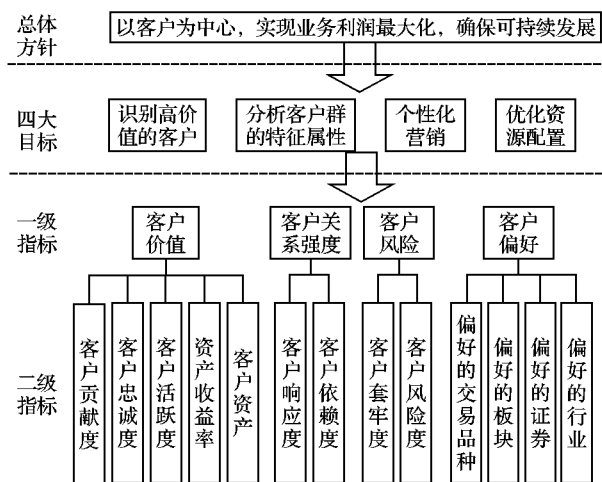 总体
方针
以客户为中心，实现业务利润最大化，确保可持续发展
四大
目标
识别高价
值的客户
分析客户群
的特征属性
个性化
营销
优化资
源配置
一级
指标
客户
价值
客户关
系强度
客户
风险
客户
偏好
二级
指标
客户贡献度
客户忠诚度
客户活跃度
资产收益率
客户资产
客户响应度
客户依赖度
客户套牢度
客户风险度
偏好的交易品种
偏好的板块
偏好的证券
偏好的行业